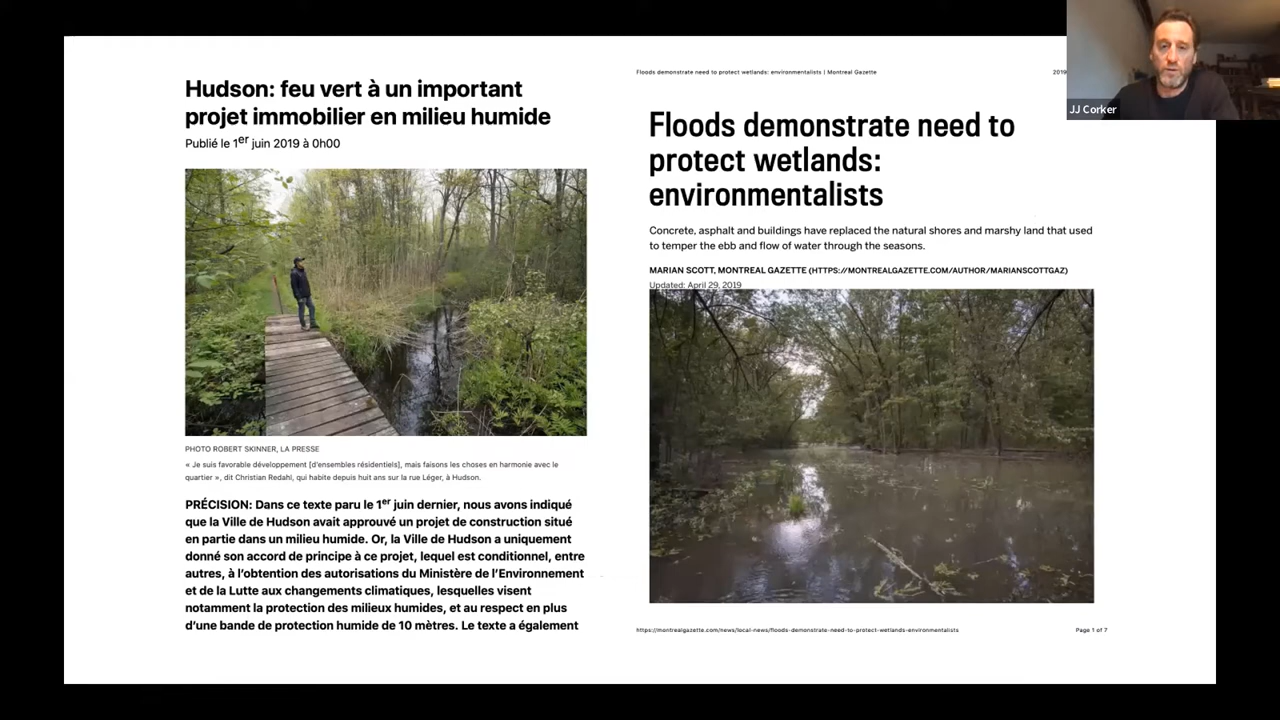 Hudson: feu vert à un important
projet immobilier en milieu humide
Publié le 1er juin 2019 à 0h00
PHOTO ROBERT SKINNER, LA PRESSE
« Je suis favorable développement [d'ensembles résidentiels], mais faisons les choses en harmonie avec le
quartier », dit Christian Redahl, qui habite depuis huit ans sur la rue Léger, à Hudson.
PRÉCISION: Dans ce texte paru le 1er juin dernier, nous avons indiqué
que la Ville de Hudson avait approuvé un projet de construction situé
en partie dans un milieu humide. Or, la Ville de Hudson a uniquement
donné son accord de principe à ce projet, lequel est conditionnel, entre
autres, à l'obtention des autorisations du Ministère de l'Environnement
et de la Lutte aux changements climatiques, lesquelles visent
notamment la protection des milieux humides, et au respect en plus
d'une bande de protection humide de 10 mètres. Le texte a également
Floods demonstrate need to protect wetlands: environmentalists | Montreal Gazette
2019
Floods demonstrate need to
protect wetlands:
environmentalists
Concrete, asphalt and buildings have replaced the natural shores and marshy land that used
to temper the ebb and flow of water through the seasons.
MARIAN SCOTT, MONTREAL GAZETTE (HTTPS://MONTREALGAZETTE.COM/AUTHOR/MARIANSCOTTGAZ)
Updated: April 29, 2019
https://montrealgazette.com/news/local-news/floods-demonstrate-need-to-protect-wetlands-environmentalists
Page 1 of 7
JJ Corker